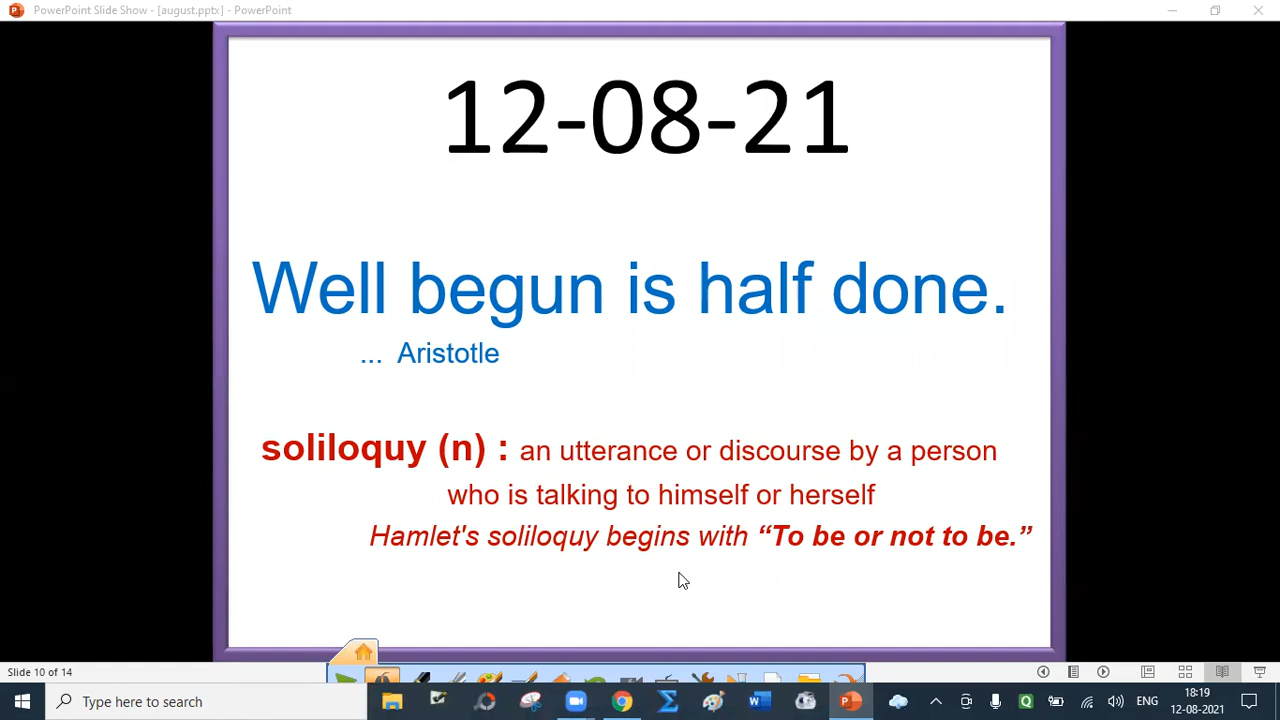 PowerPoint Slide Show - [august.pptx] - PowerPoint
12-08-21
Well begun is half done.
... Aristotle
soliloquy (n) : an utterance or discourse by a person
who is talking to himself or herself
Hamlet's soliloquy begins with “To be or not to be.”
Slide 10 of 14
Type here to search
ENG
18:19
12-08-2021